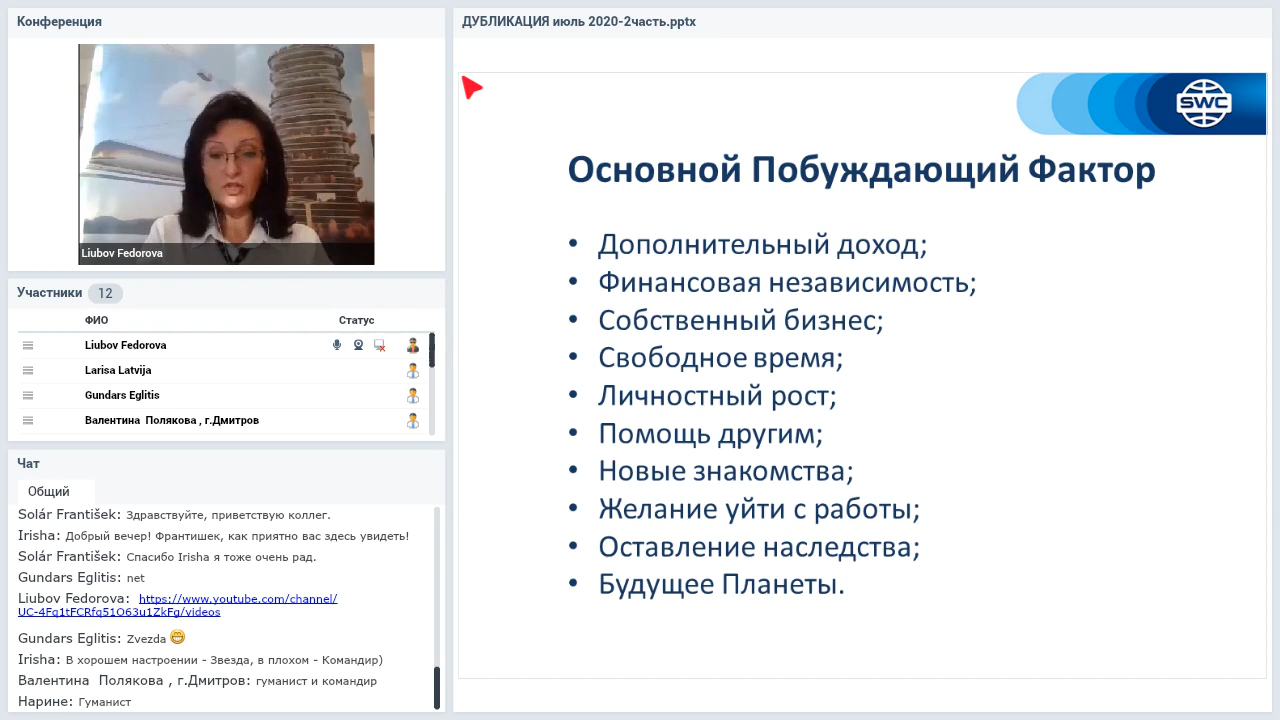 Конференция
Liubov Fedorova
Участники 12
ФИО Статус
Liubov Fedorova
Larisa Latvija
Gundars Eglitis
Валентина Полякова , г.Дмитров
Чат
Общий
Solár František: Здравствуйте, приветствую коллег.
Irisha: Добрый вечер! Франтишек, как приятно вас здесь увидеть!
Solár František: Спасибо Irisha я тоже очень рад.
Gundars Eglitis: net
Liubov Fedorova: https://www.youtube.com/channel/
UC-4Fq1tFCRfq51O63u1ZkFg/videos
Gundars Eglitis: Zvezda
Irisha: В хорошем настроении - Звезда, в плохом - Командир)
Валентина Полякова , г.Дмитров: гуманист и командир
Нарине: Гуманист
ДУБЛИКАЦИЯ июль 2020-2часть.pptx
SWC
Основной Побуждающий Фактор
• Дополнительный доход;
• Финансовая независимость;
• Собственный бизнес;
• Свободное время;
• Личностный рост;
• Помощь другим;
• Новые знакомства;
• Желание уйти с работы;
• Оставление наследства;
• Будущее Планеты.